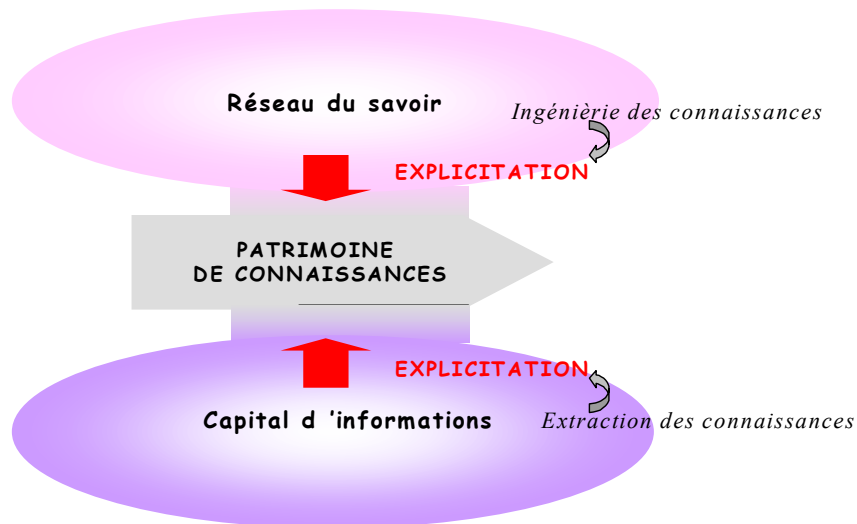 Réseau du savoir
Ingénièrie des connaissances
EXPLICITATION
PATRIMOINE
DE CONNAISSANCES
EXPLICITATION
Capital d 'informations
Extraction des connaissances